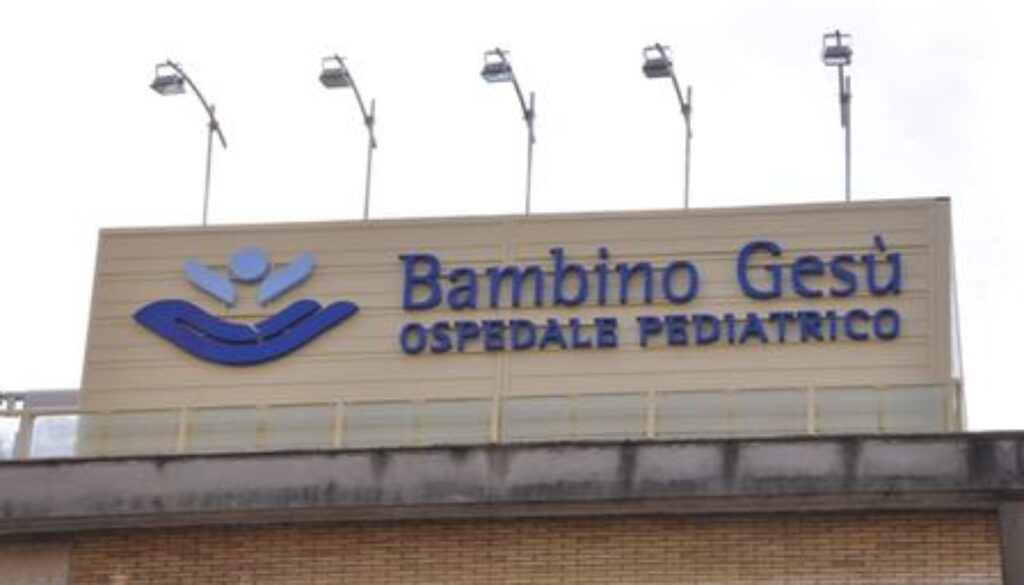 Bambino Gesù
OSPEDALE PEDIATRICO